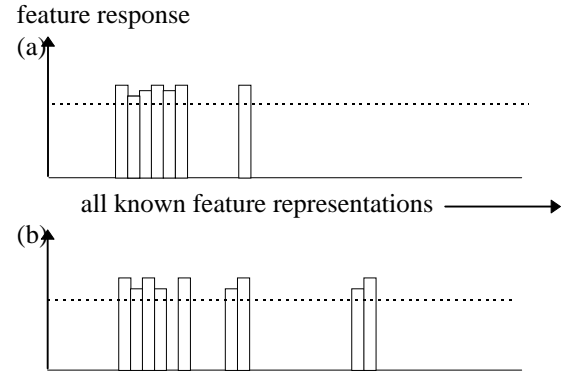 feature response
(a)
all known feature representations
(b)